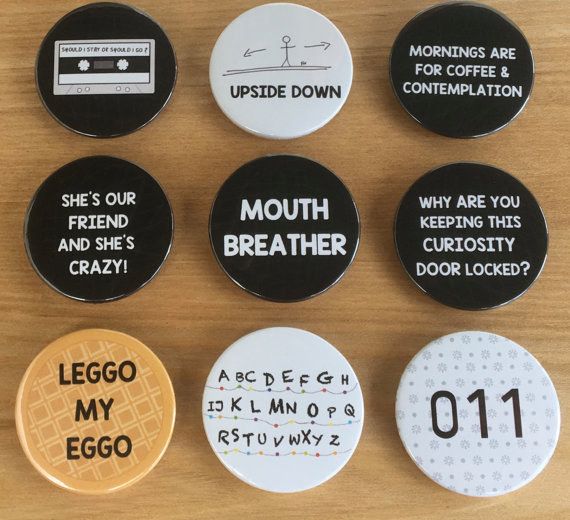 SHOULD I STAY OR SHOULD I GO?
UPSIDE DOWN
MORNINGS ARE
FOR COFFEE &
CONTEMPLATION
SHE'S OUR
FRIEND
AND SHE'S
CRAZY!
MOUTH
BREATHER
WHY ARE YOU
KEEPING THIS
CURIOSITY
DOOR LOCKED?
LEGGO
MY
EGGO
A B C D E F G H
I J K L M N O P Q
R S T U V W X Y Z
011